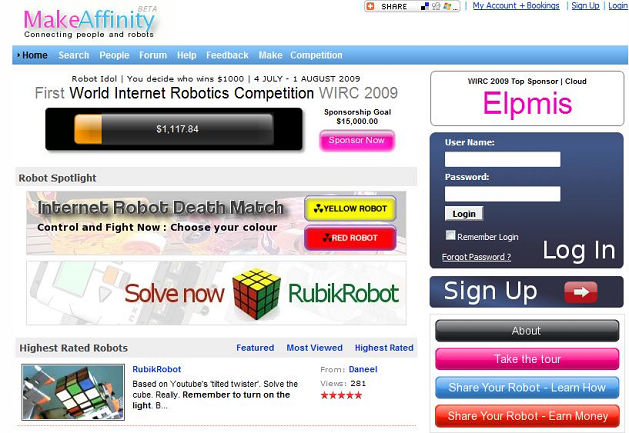 MakeAffinity BETA
Connecting people and robots
SHARE
| My Account + Bookings | Sign Up | Login
Home Search People Forum Help Feedback Make Competition
Robot Idol | You decide who wins $1000 | 4 JULY - 1 AUGUST 2009
First World Internet Robotics Competition WIRC 2009
$1,117.84
Sponsorship Goal
$15,000.00
Sponsor Now
WIRC 2009 Top Sponsor | Cloud
Elpmis
User Name:
Password:
Login
Remember Login
Forgot Password ?
Log In
Sign Up
Robot Spotlight
Internet Robot Death Match
Control and Fight Now : Choose your colour
YELLOW ROBOT
RED ROBOT
Solve now RubikRobot
About
Take the tour
Share Your Robot - Learn How
Share Your Robot - Earn Money
Highest Rated Robots Featured Most Viewed Highest Rated
RubikRobot
Based on Youtube's 'tilted twister'. Solve the
cube. Really. Remember to turn on the
light. B...
From: Daneel
Views: 281